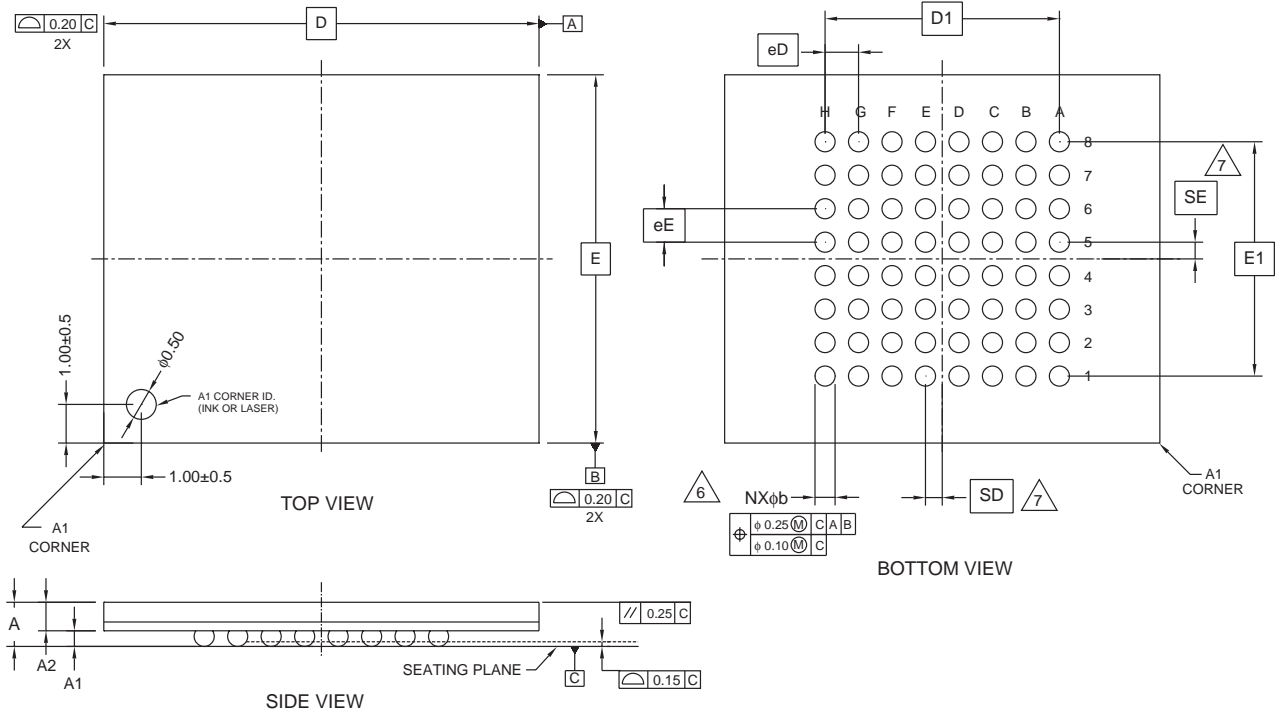 0.20 C
2X
D
A
E
1.00±0.5
ϕ0.50
A1 CORNER ID.
(INK OR LASER)
1.00±0.5
B
0.20 C
2X
TOP VIEW
A1
CORNER
D1
eD
H G F E D C B A
8
7
6
5
4
3
2
1
7
SE
eE
E1
6
NXϕb
SD
7
ϕ 0.25 M C A B
ϕ 0.10 M C
A1
CORNER
BOTTOM VIEW
A
A2
A1
// 0.25 C
SEATING PLANE
C
0.15 C
SIDE VIEW